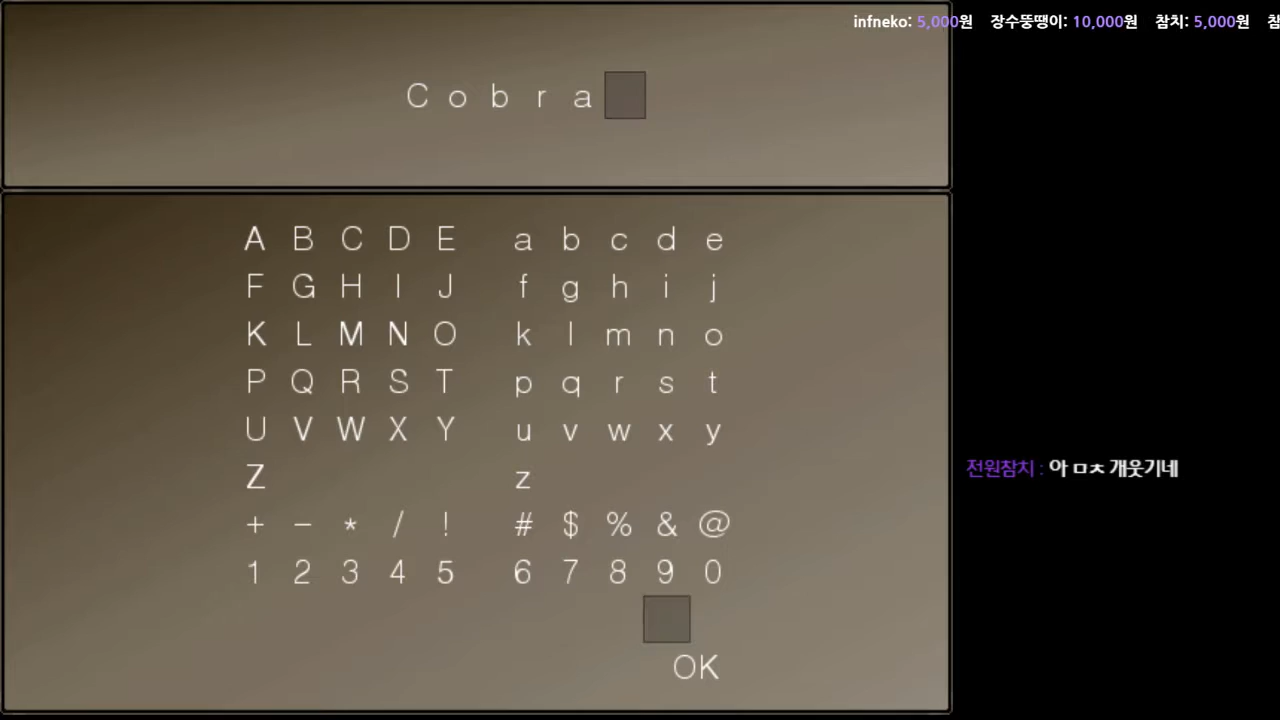 infneko: 5,000원 장수뚱땡이: 10,000원 참치: 5,000원 참
C o b r a
A B C D E a b c d e
F G H I J f g h i j
K L M N O k l m n o
P Q R S T p q r s t
U V W X Y u v w x y
Z z
+ − * / ! # $ % & @
1 2 3 4 5 6 7 8 9 0
전원참치 : 아 ㅁㅊ 개웃기네
OK